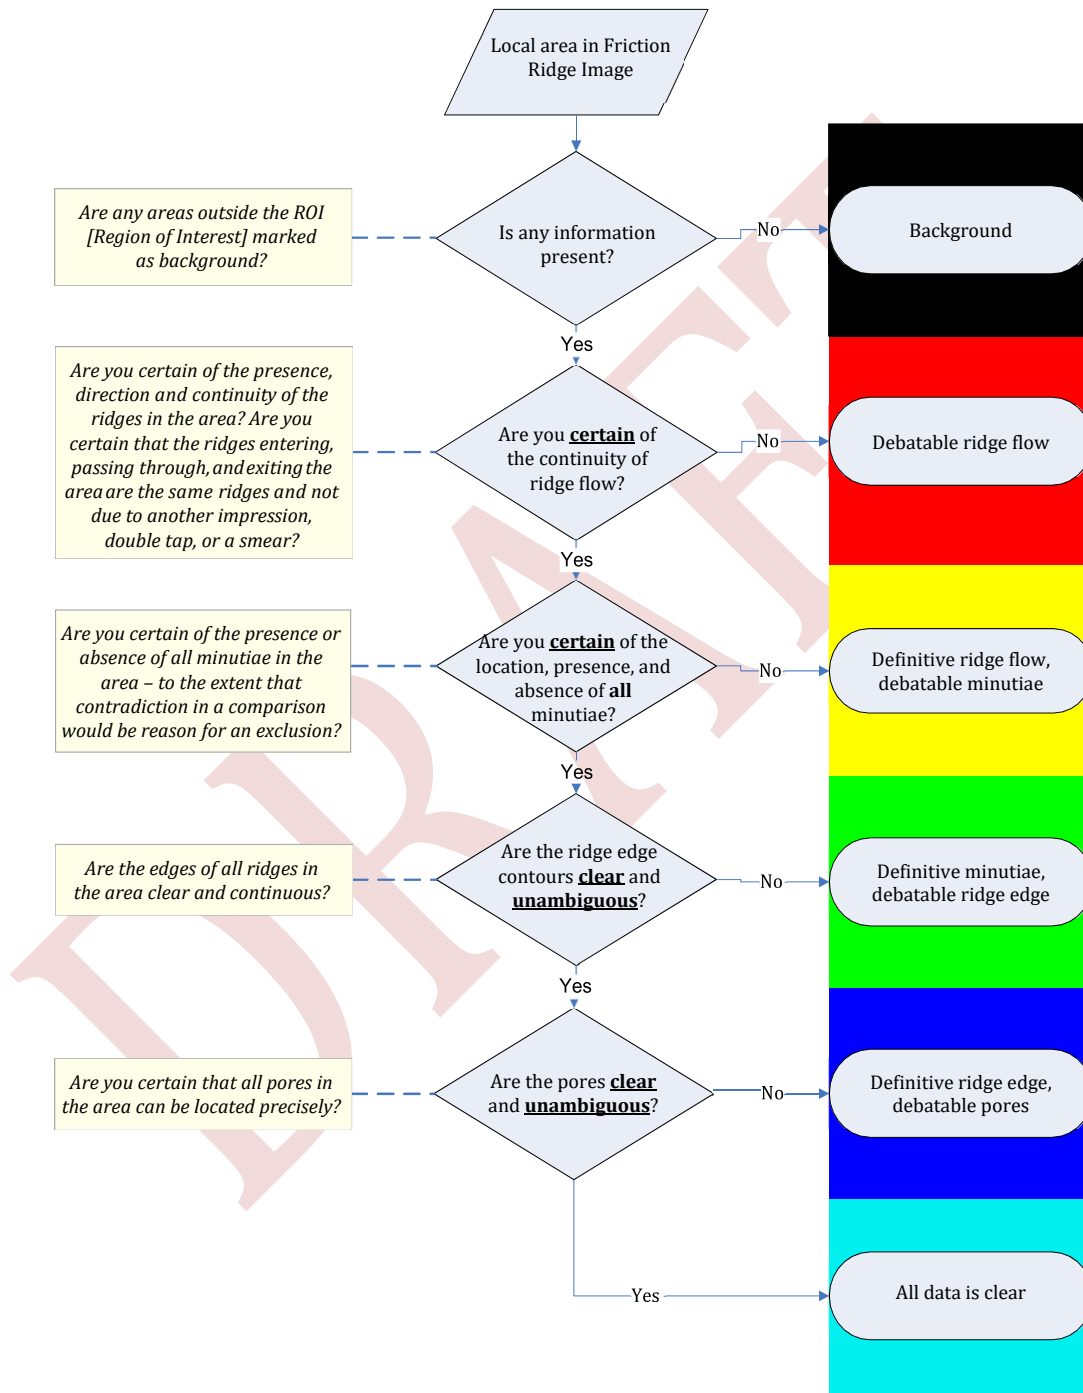 Local area in Friction
Ridge Image
Are any areas outside the ROI
[Region of Interest] marked
as background?
Is any information
present?
No
Background
Yes
Are you certain of the presence,
direction and continuity of the
ridges in the area? Are you
certain that the ridges entering,
passing through, and exiting the
area are the same ridges and not
due to another impression,
double tap, or a smear?
Are you certain of
the continuity of
ridge flow?
No
Debatable ridge flow
Yes
Are you certain of the presence or
absence of all minutiae in the
area – to the extent that
contradiction in a comparison
would be reason for an exclusion?
Are you certain of the
location, presence, and
absence of all
minutiae?
No
Definitive ridge flow,
debatable minutiae
Yes
Are the edges of all ridges in
the area clear and continuous?
Are the ridge edge
contours clear and
unambiguous?
No
Definitive minutiae,
debatable ridge edge
Yes
Are you certain that all pores in
the area can be located precisely?
Are the pores clear
and unambiguous?
No
Definitive ridge edge,
debatable pores
Yes
All data is clear
DRAFT